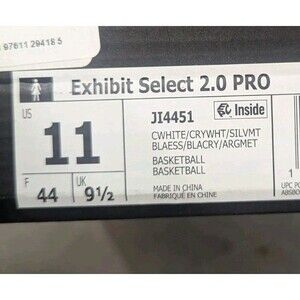 97611 29418 5
Exhibit Select 2.0 PRO
US
11
F
44
UK
9½
JI4451
Inside
CWHITE/CRYWHT/SILVMT
BLAESS/BLACRY/ARGMET
BASKETBALL
BASKETBALL
MADE IN CHINA
FABRIQUÉ EN CHINE
UPC